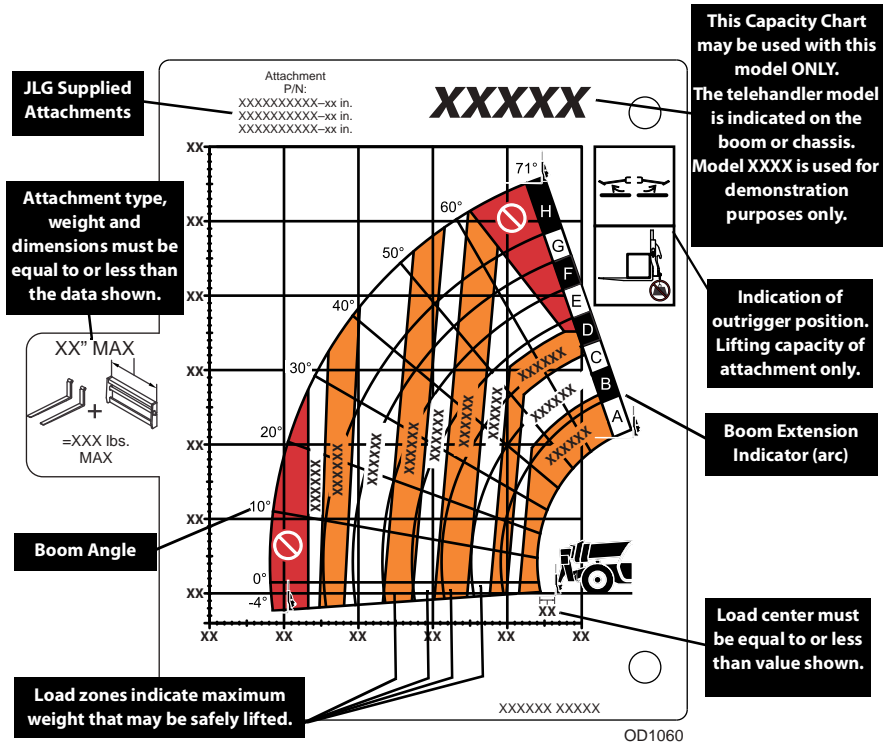 This Capacity Chart
may be used with this
model ONLY.
The telehandler model
is indicated on the
boom or chassis.
Model XXXX is used for
demonstration
purposes only.
JLG Supplied
Attachments
Attachment
P/N:
XXXXXXXXXX–xx in.
XXXXXXXXXX–xx in.
XXXXXXXXXX–xx in.
XXXXX
Attachment type,
weight and
dimensions must be
equal to or less than
the data shown.
XX” MAX
+
=XXX lbs.
MAX
Boom Angle
XX
XX
XX
XX
XX
XX
XX
71°
60°
50°
40°
30°
20°
10°
0°
-4°
H
G
F
E
D
C
B
A
XXXXXX
XXXXXX
XXXXXX
XXXXXX
XXXXXX
XXXXXX
XXXXXX
XXXXXX
XXXXXX
XXXXXX
XX
XX
XX
XX
XX
XX
XX
Indication of
outrigger position.
Lifting capacity of
attachment only.
Boom Extension
Indicator (arc)
Load center must
be equal to or less
than value shown.
Load zones indicate maximum
weight that may be safely lifted.
XXXXXX XXXXX
OD1060